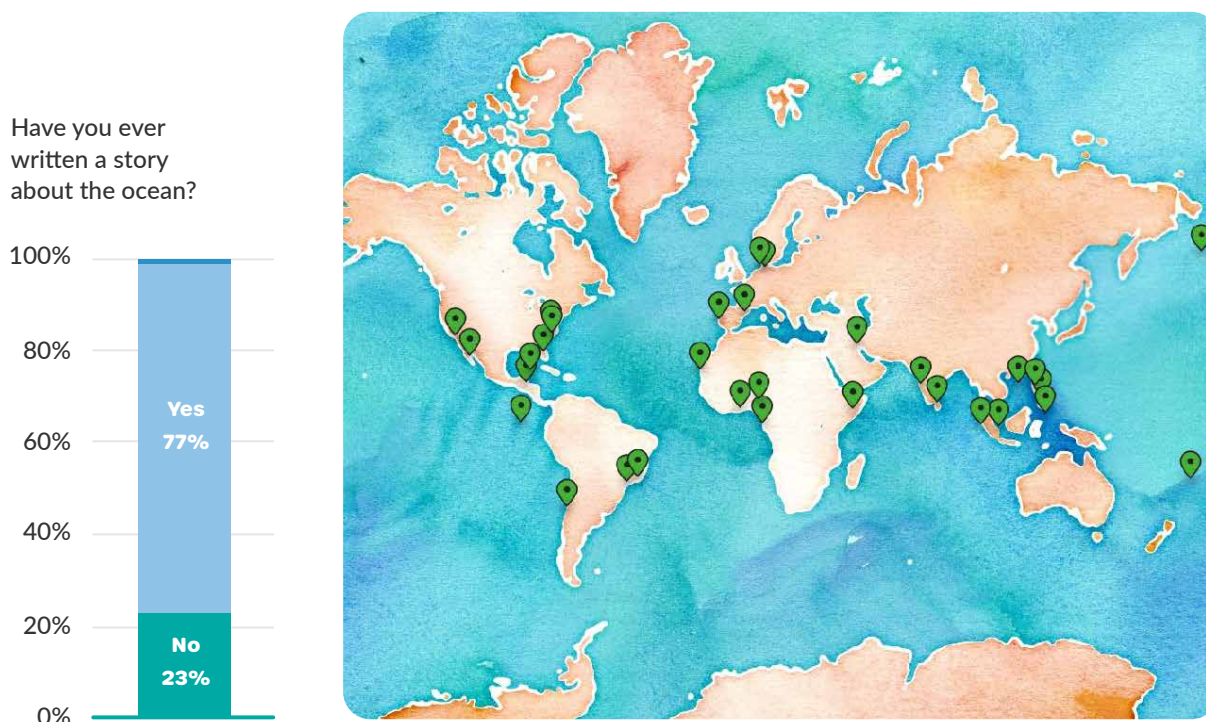 Have you ever
written a story
about the ocean?
100%
80%
60%
40%
20%
0%
Yes
77%
No
23%